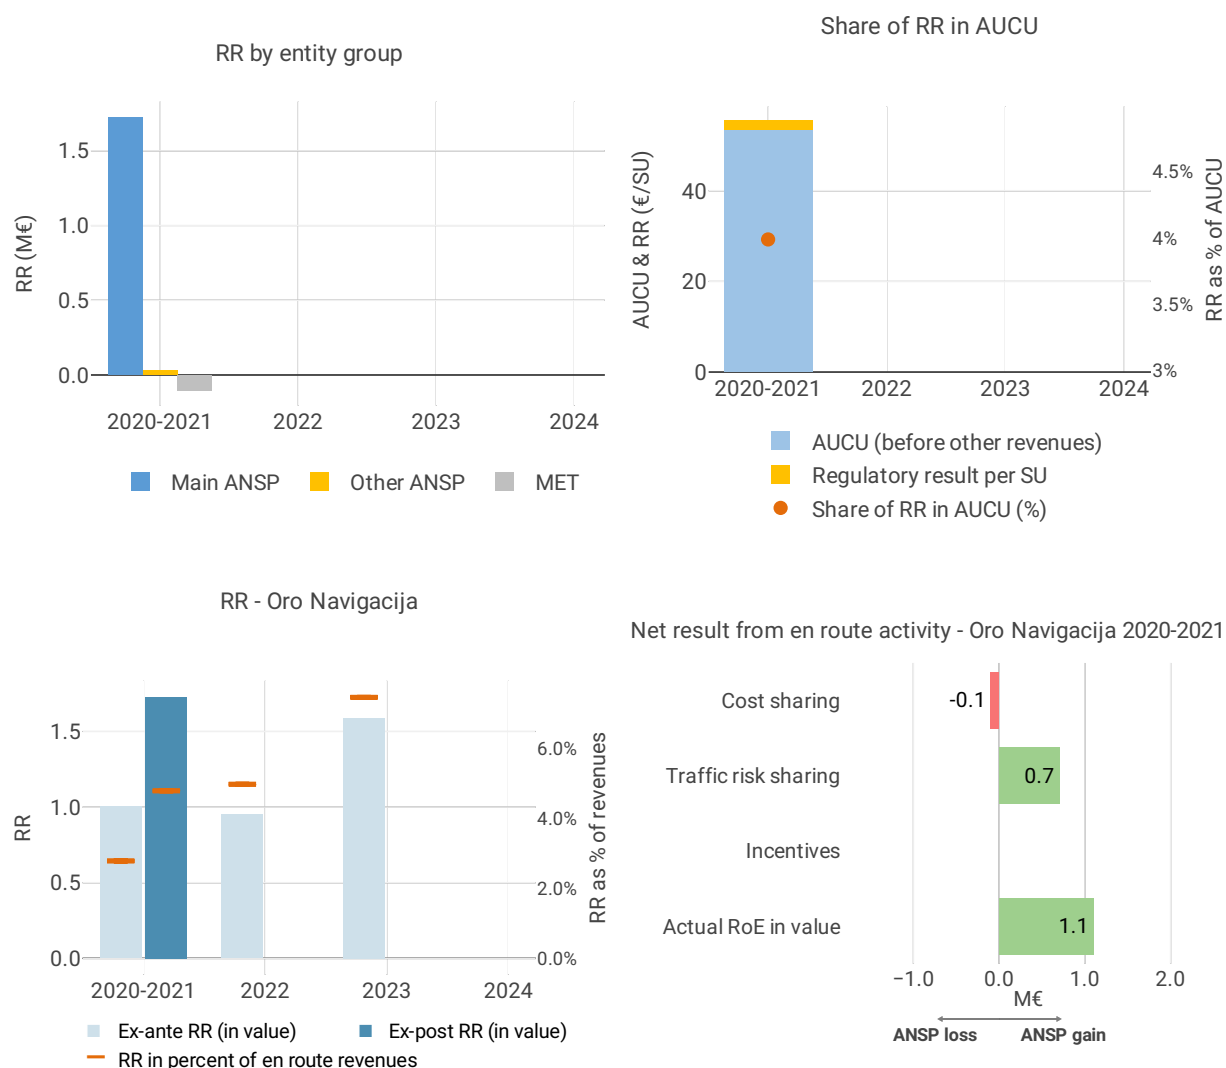 RR by entity group
RR (M€)
1.5
1.0
0.5
0.0
2020-2021
2022
2023
2024
Main ANSP
Other ANSP
MET
Share of RR in AUCU
AUCU & RR (€/SU)
40
20
0
4.5%
4%
3.5%
3%
RR as % of AUCU
2020-2021
2022
2023
2024
AUCU (before other revenues)
Regulatory result per SU
Share of RR in AUCU (%)
RR - Oro Navigacija
RR
1.5
1.0
0.5
0.0
6.0%
4.0%
2.0%
0.0%
RR as % of revenues
2020-2021
2022
2023
2024
Ex-ante RR (in value)
Ex-post RR (in value)
RR in percent of en route revenues
Net result from en route activity - Oro Navigacija 2020-2021
Cost sharing
-0.1
Traffic risk sharing
0.7
Incentives
Actual RoE in value
1.1
−1.0
0.0
1.0
2.0
M€
ANSP loss
ANSP gain